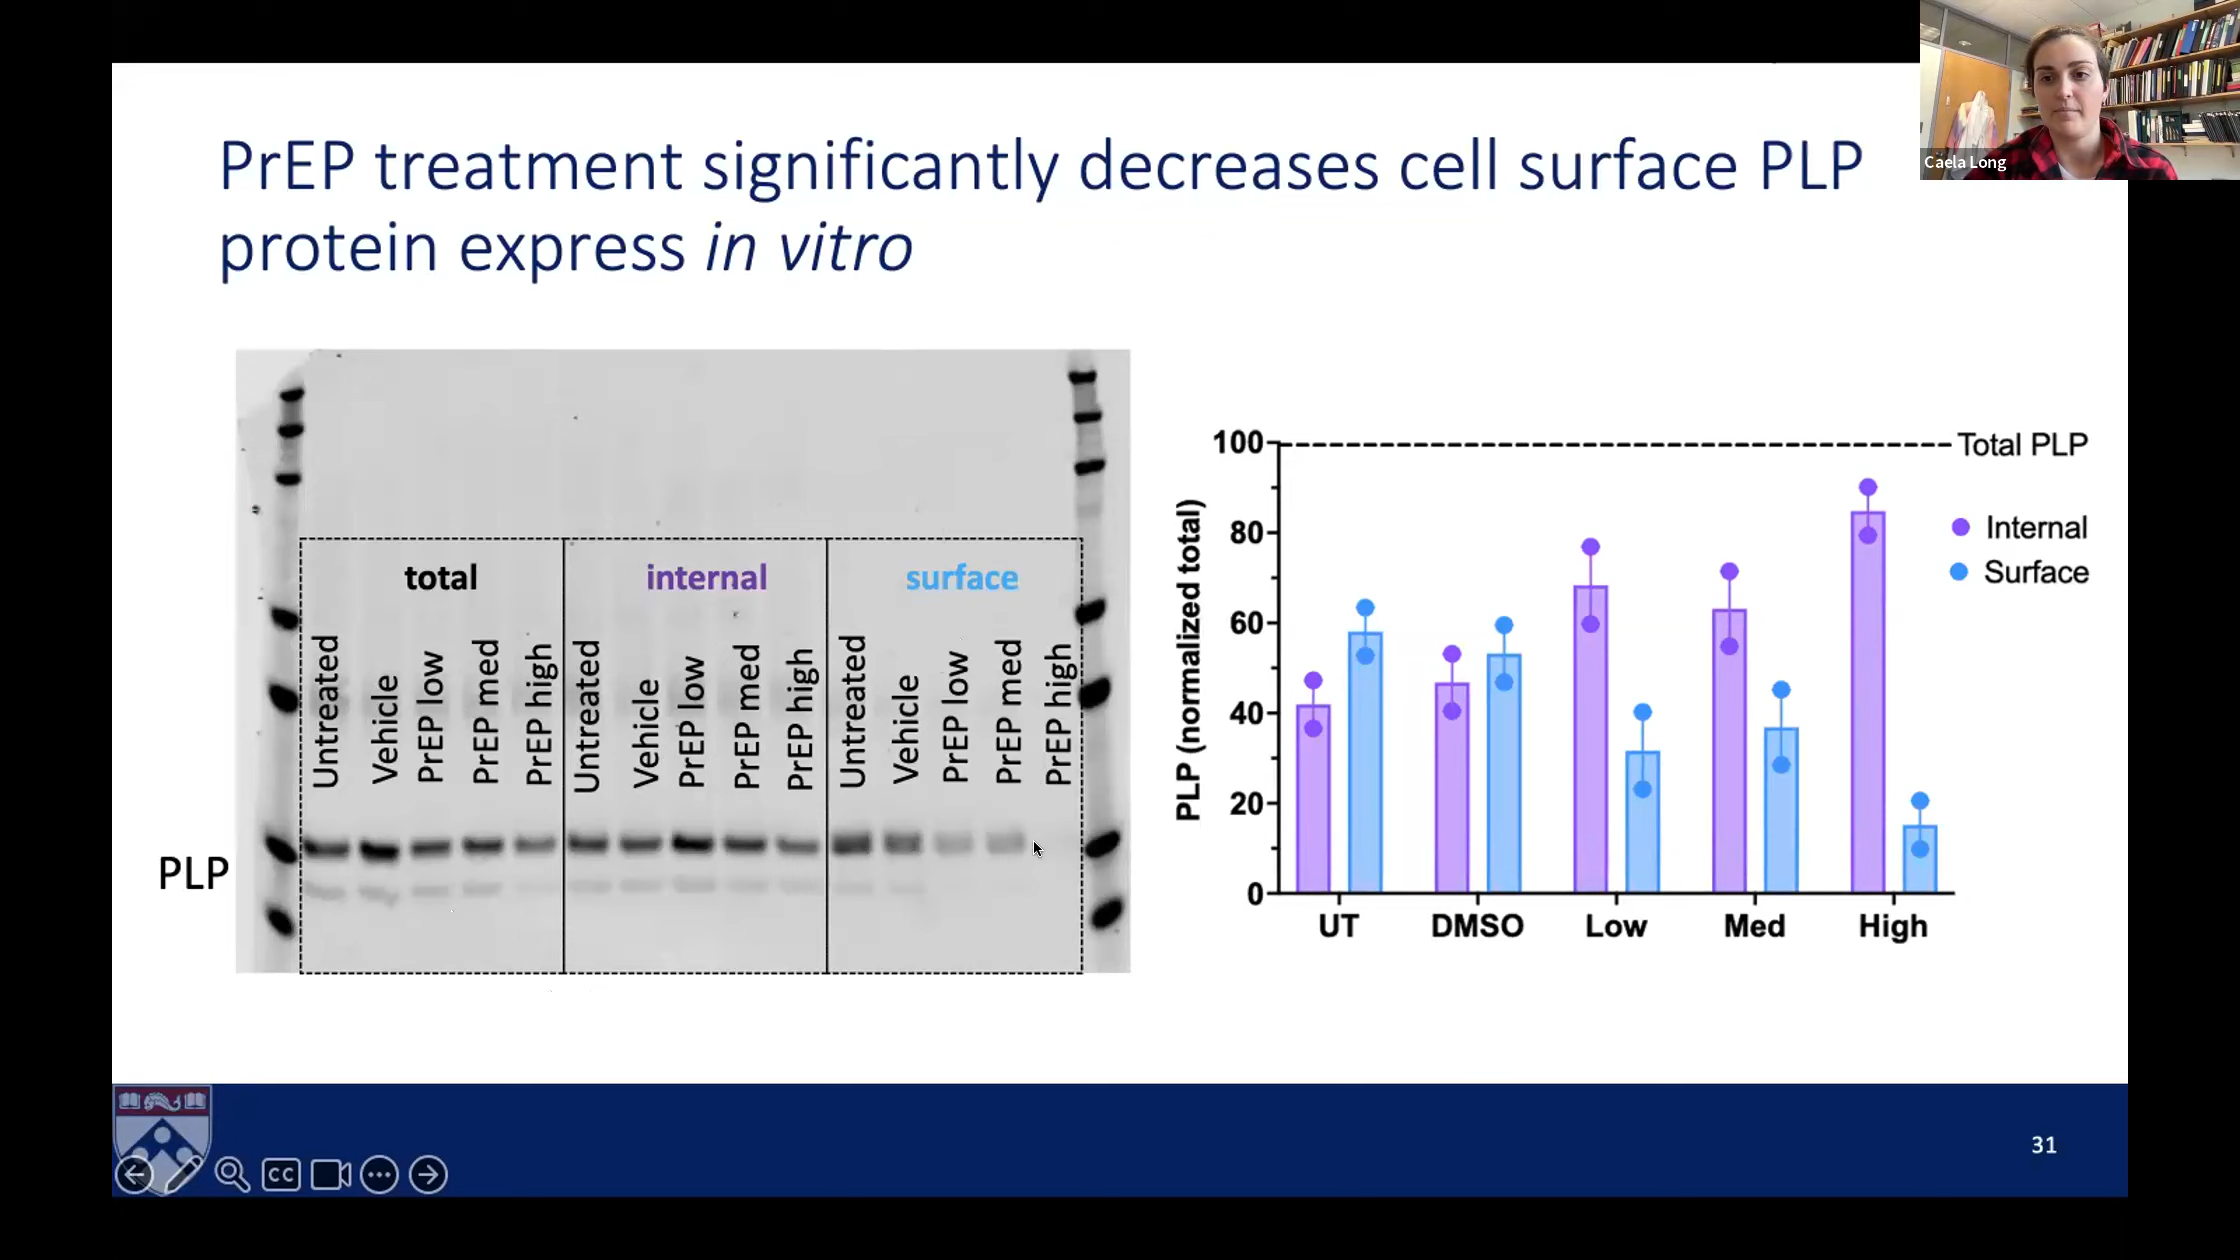 Caela Long
PrEP treatment significantly decreases cell surface PLP
protein express in vitro
total
internal
surface
Untreated
Vehicle
PrEP low
PrEP med
PrEP high
Untreated
Vehicle
PrEP low
PrEP med
PrEP high
Untreated
Vehicle
PrEP low
PrEP med
PrEP high
PLP
PLP (normalized total)
100
80
60
40
20
0
Total PLP
Internal
Surface
UT
DMSO
Low
Med
High
CC
31